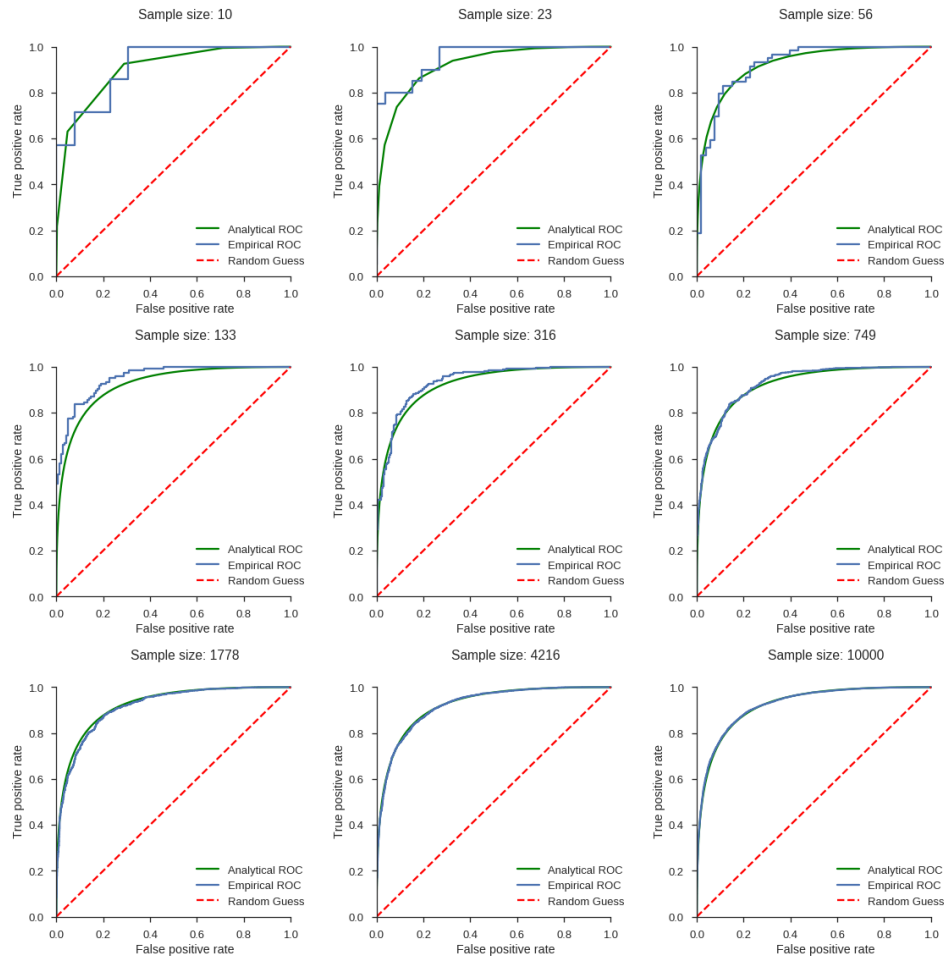 Sample size: 10
1.0
0.8
0.6
0.4
0.2
0.0
True positive rate
Analytical ROC
Empirical ROC
Random Guess
0.0 0.2 0.4 0.6 0.8 1.0
False positive rate
Sample size: 23
1.0
0.8
0.6
0.4
0.2
0.0
True positive rate
Analytical ROC
Empirical ROC
Random Guess
0.0 0.2 0.4 0.6 0.8 1.0
False positive rate
Sample size: 56
1.0
0.8
0.6
0.4
0.2
0.0
True positive rate
Analytical ROC
Empirical ROC
Random Guess
0.0 0.2 0.4 0.6 0.8 1.0
False positive rate
Sample size: 133
1.0
0.8
0.6
0.4
0.2
0.0
True positive rate
Analytical ROC
Empirical ROC
Random Guess
0.0 0.2 0.4 0.6 0.8 1.0
False positive rate
Sample size: 316
1.0
0.8
0.6
0.4
0.2
0.0
True positive rate
Analytical ROC
Empirical ROC
Random Guess
0.0 0.2 0.4 0.6 0.8 1.0
False positive rate
Sample size: 749
1.0
0.8
0.6
0.4
0.2
0.0
True positive rate
Analytical ROC
Empirical ROC
Random Guess
0.0 0.2 0.4 0.6 0.8 1.0
False positive rate
Sample size: 1778
1.0
0.8
0.6
0.4
0.2
0.0
True positive rate
Analytical ROC
Empirical ROC
Random Guess
0.0 0.2 0.4 0.6 0.8 1.0
False positive rate
Sample size: 4216
1.0
0.8
0.6
0.4
0.2
0.0
True positive rate
Analytical ROC
Empirical ROC
Random Guess
0.0 0.2 0.4 0.6 0.8 1.0
False positive rate
Sample size: 10000
1.0
0.8
0.6
0.4
0.2
0.0
True positive rate
Analytical ROC
Empirical ROC
Random Guess
0.0 0.2 0.4 0.6 0.8 1.0
False positive rate